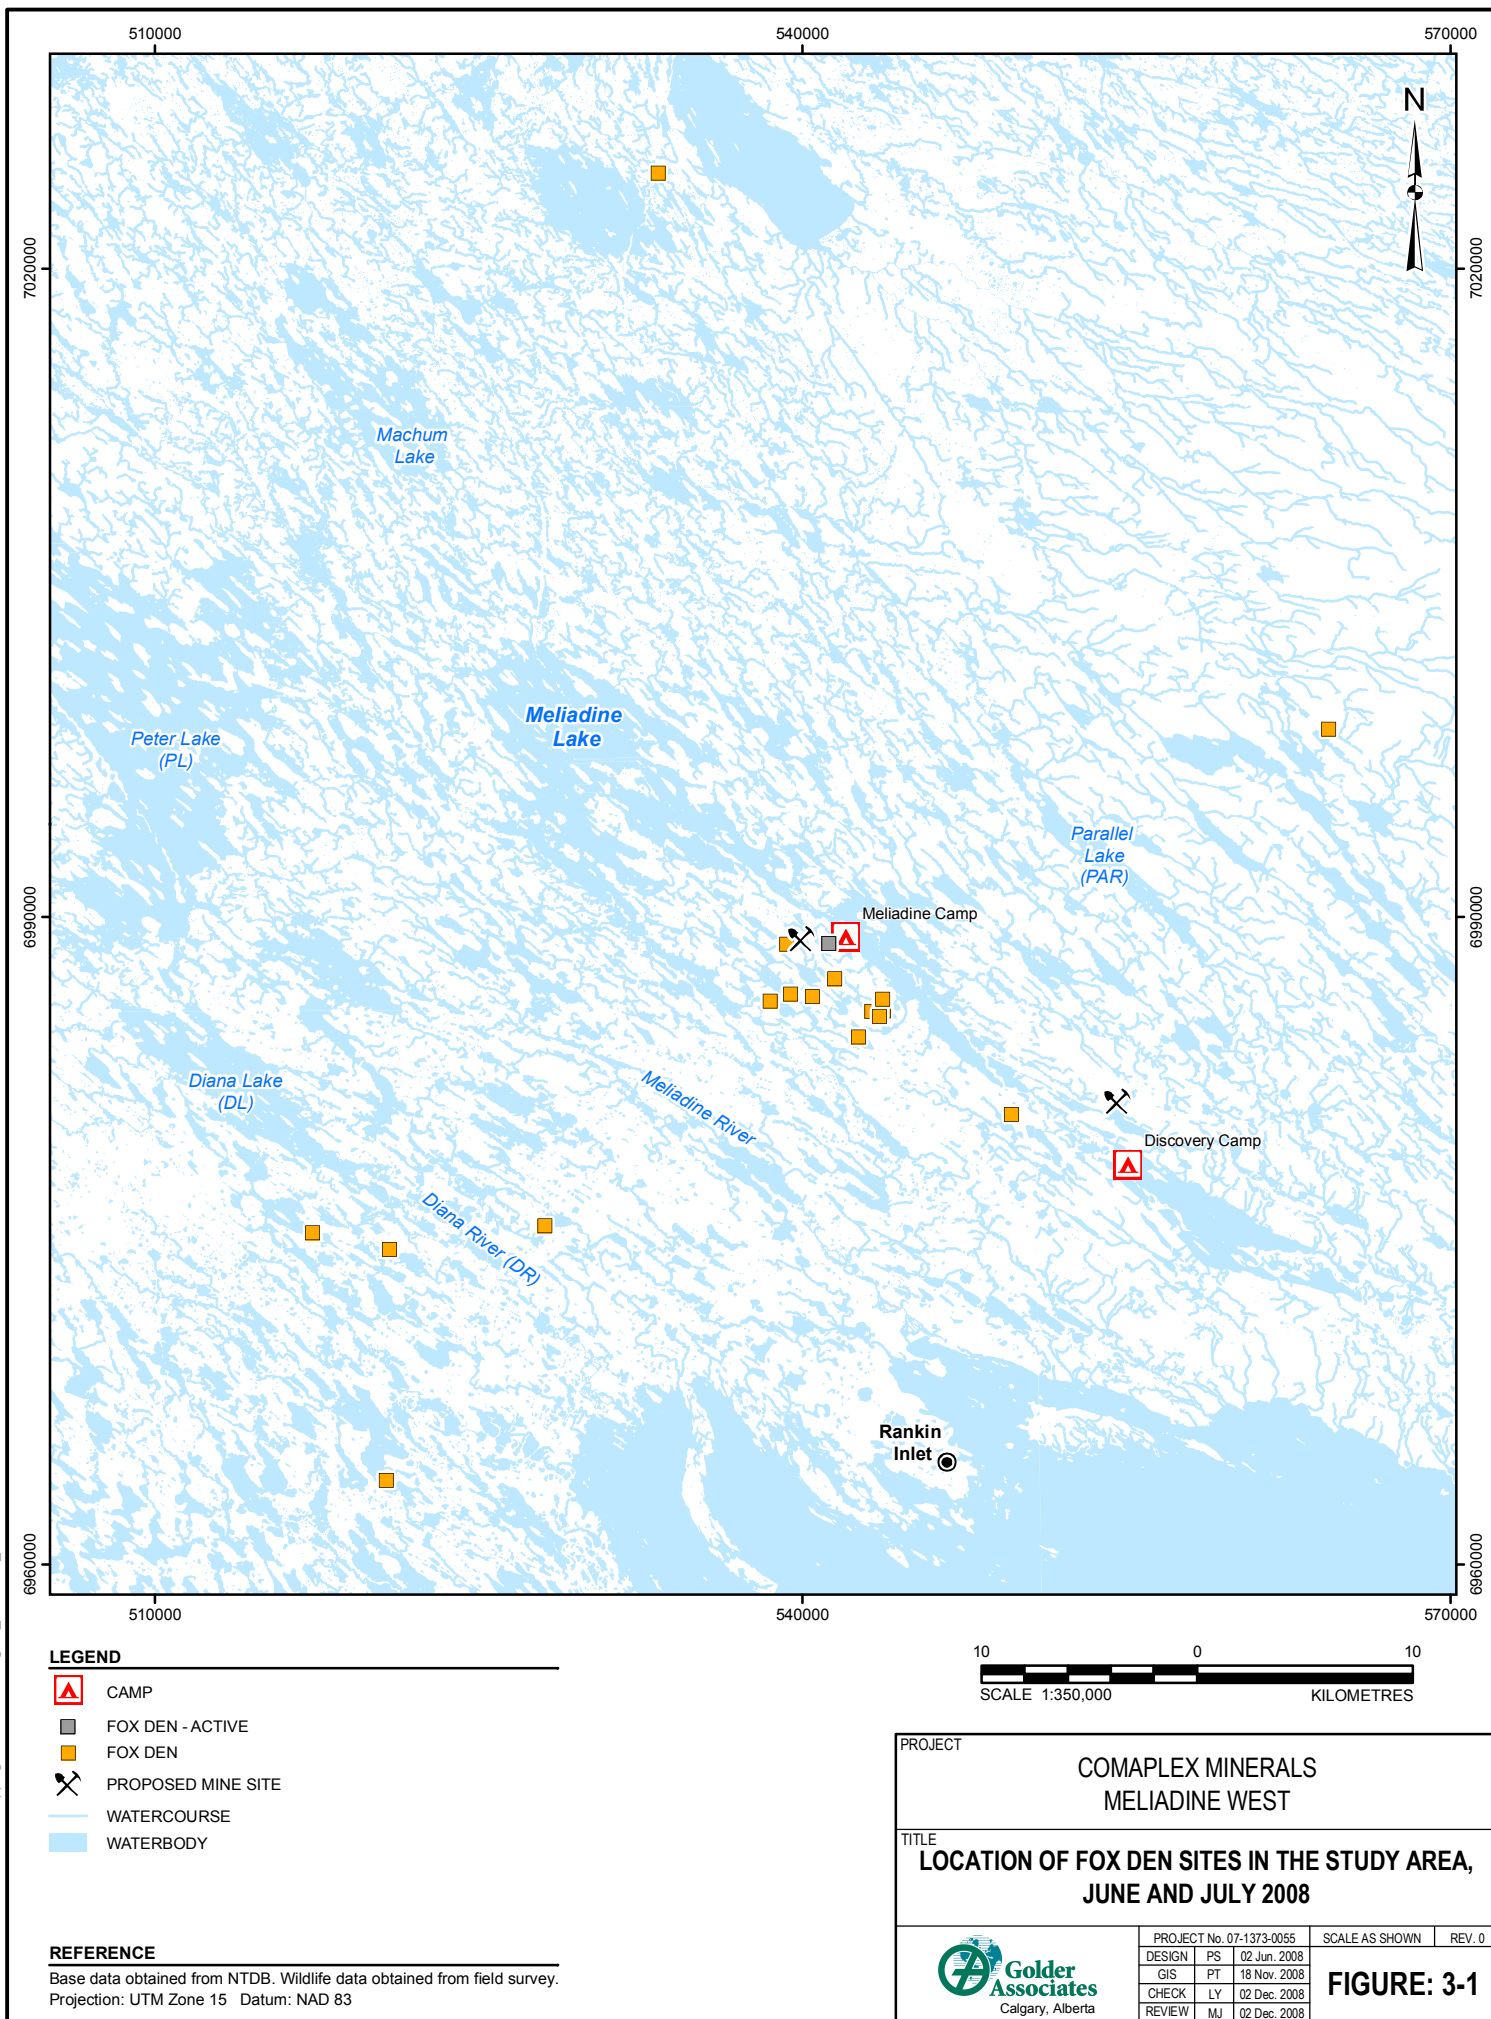 510000
540000
570000
N
7020000
7020000
Machum
Lake
Meliadine
Lake
Peter Lake
(PL)
Parallel
Lake
(PAR)
6990000
6990000
Meliadine Camp
Diana Lake
(DL)
Meliadine River
Discovery Camp
Diana River (DR)
Rankin
Inlet
6960000
6960000
510000
540000
570000
LEGEND
CAMP
FOX DEN - ACTIVE
FOX DEN
PROPOSED MINE SITE
WATERCOURSE
WATERBODY
10 0 10
SCALE 1:350,000 KILOMETRES
PROJECT
COMAPLEX MINERALS
MELIADINE WEST
TITLE
LOCATION OF FOX DEN SITES IN THE STUDY AREA,
JUNE AND JULY 2008
REFERENCE
Base data obtained from NTDB. Wildlife data obtained from field survey.
Projection: UTM Zone 15 Datum: NAD 83
Golder
Associates
Calgary, Alberta
PROJECT No. 07-1373-0055 SCALE AS SHOWN REV. 0
DESIGN PS 02 Jun. 2008
GIS PT 18 Nov. 2008
CHECK LY 02 Dec. 2008
REVIEW MJ 02 Dec. 2008
FIGURE: 3-1